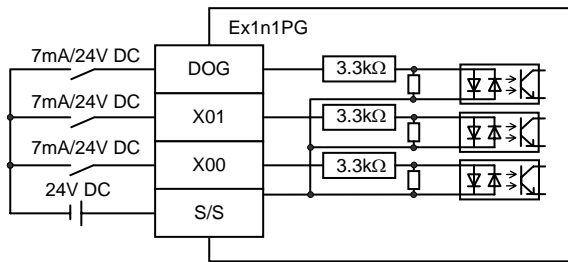 Ex1n1PG
7mA/24V DC
DOG
3.3kΩ
7mA/24V DC
X01
3.3kΩ
7mA/24V DC
X00
3.3kΩ
24V DC
S/S